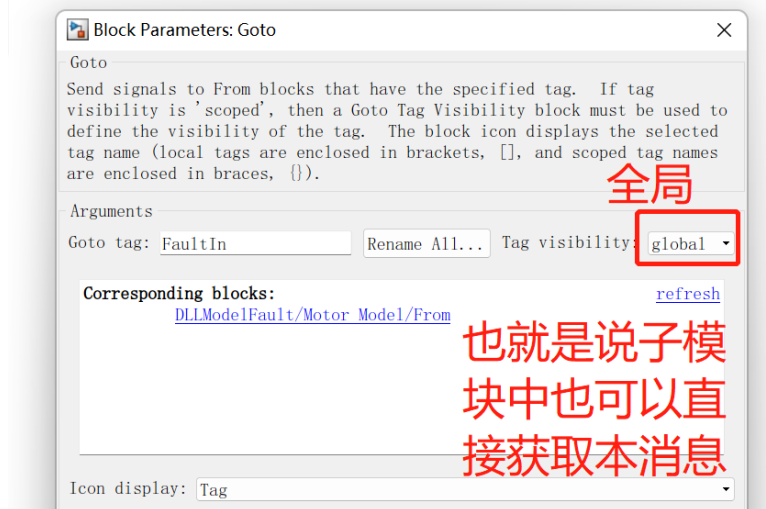 Block Parameters: Goto
Goto
Send signals to From blocks that have the specified tag. If tag
visibility is 'scoped', then a Goto Tag Visibility block must be used to
define the visibility of the tag. The block icon displays the selected
tag name (local tags are enclosed in brackets, [], and scoped tag names
are enclosed in braces, {}).
全局
Arguments
Goto tag: FaultIn Rename All... Tag visibility: global
Corresponding blocks: refresh
DLLModelFault/Motor Model/From
也就是说子模
块中也可以直
接获取本消息
Icon display: Tag